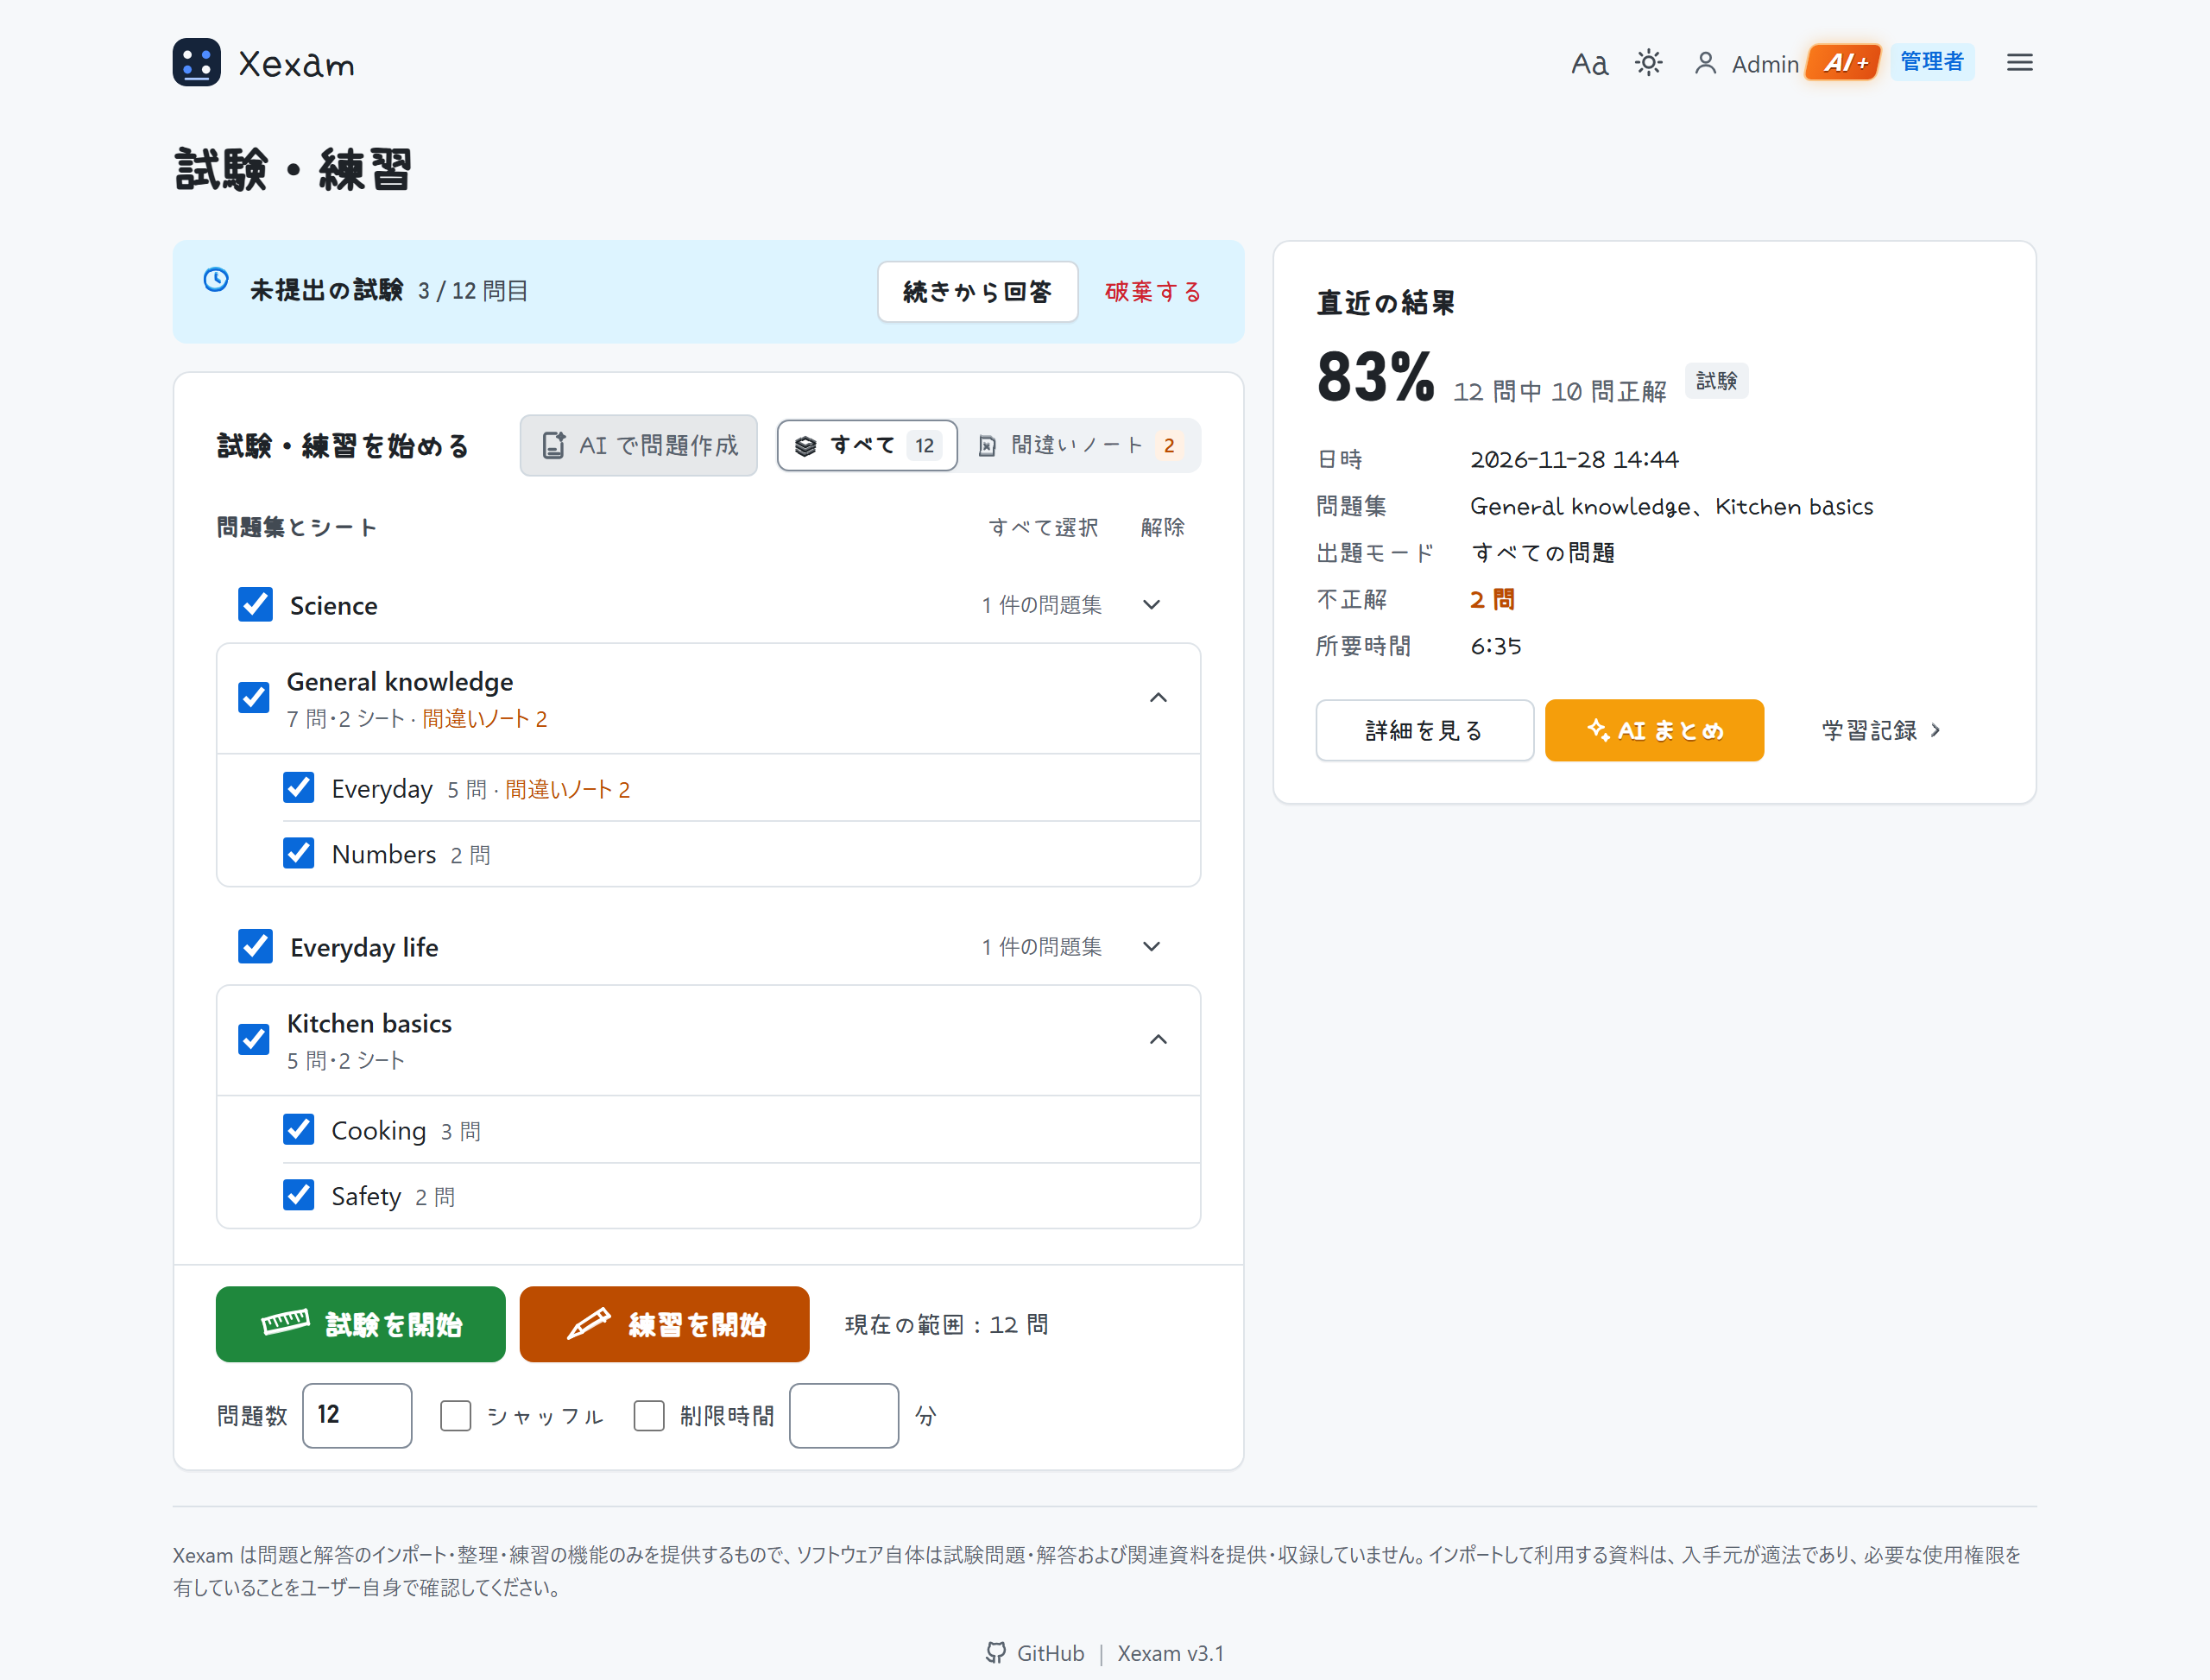 Xexam
Aa Admin AI+ 管理者
試験・練習
未提出の試験 3 / 12 問目 続きから回答 破棄する
試験・練習を始める AI で問題作成 すべて 12 間違いノート 2
問題集とシート すべて選択 解除
Science 1 件の問題集
General knowledge
7 問・2 シート · 間違いノート 2
Everyday 5 問 · 間違いノート 2
Numbers 2 問
Everyday life 1 件の問題集
Kitchen basics
5 問・2 シート
Cooking 3 問
Safety 2 問
試験を開始 練習を開始 現在の範囲：12 問
問題数 12 シャッフル 制限時間 分
直近の結果
83% 12 問中 10 問正解 試験
日時 2026-11-28 14:44
問題集 General knowledge、Kitchen basics
出題モード すべての問題
不正解 2 問
所要時間 6:35
詳細を見る AI まとめ 学習記録
Xexam は問題と解答のインポート・整理・練習の機能のみを提供するもので、ソフトウェア自体は試験問題・解答および関連資料を提供・収録していません。インポートして利用する資料は、入手元が適法であり、必要な使用権限を
有していることをユーザー自身で確認してください。
GitHub | Xexam v3.1